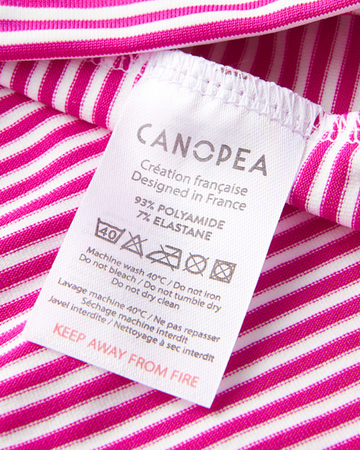 CANOPEA
Création française
Designed in France
93% POLYAMIDE
7% ELASTANE
40
Machine wash 40°C / Do not iron
Do not bleach / Do not tumble dry
Do not dry clean
Lavage machine 40°C / Ne pas repasser
Séchage machine interdit
Javel interdite / Nettoyage à sec interdit
KEEP AWAY FROM FIRE